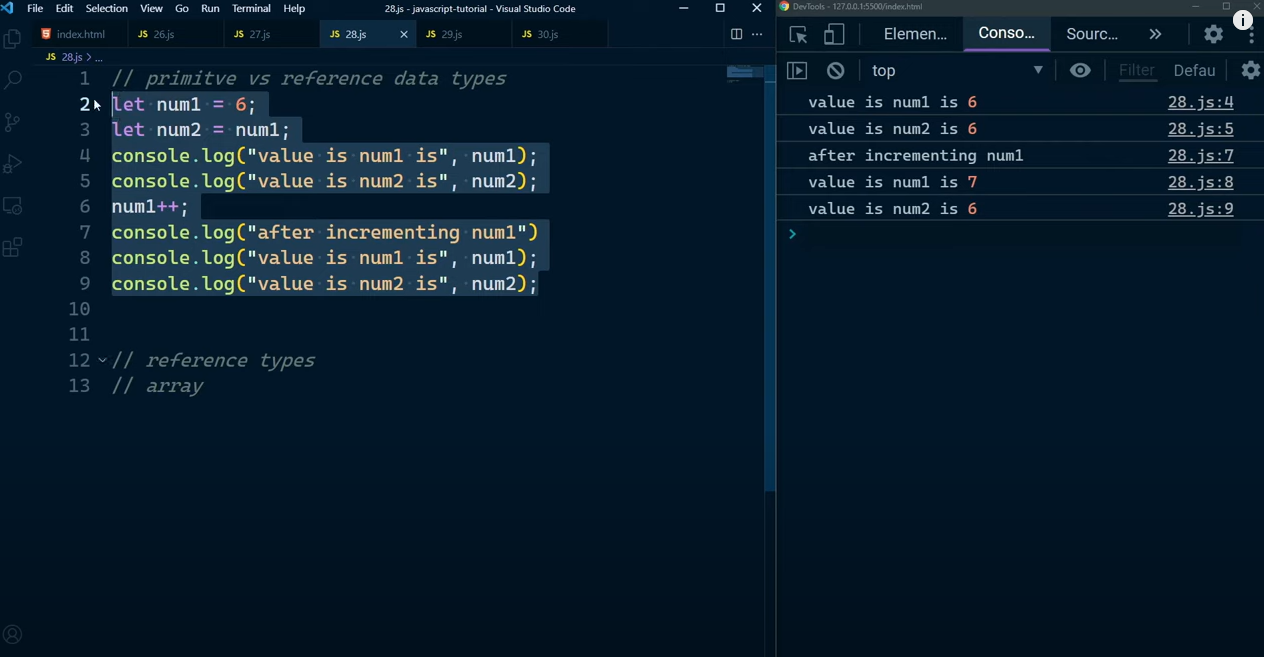 File Edit Selection View Go Run Terminal Help 28.js - javascript-tutorial - Visual Studio Code
index.html JS 26.js JS 27.js JS 28.js JS 29.js JS 30.js
JS 28.js > ...
1 // primitve vs reference data types
2 let num1 = 6;
3 let num2 = num1;
4 console.log("value is num1 is", num1);
5 console.log("value is num2 is", num2);
6 num1++;
7 console.log("after incrementing num1")
8 console.log("value is num1 is", num1);
9 console.log("value is num2 is", num2);
10
11
12 // reference types
13 // array
DevTools - 127.0.0.1:5500/index.html
Elemen... Conso... Sourc... »
top Filter Defau
value is num1 is 6 28.js:4
value is num2 is 6 28.js:5
after incrementing num1 28.js:7
value is num1 is 7 28.js:8
value is num2 is 6 28.js:9
>